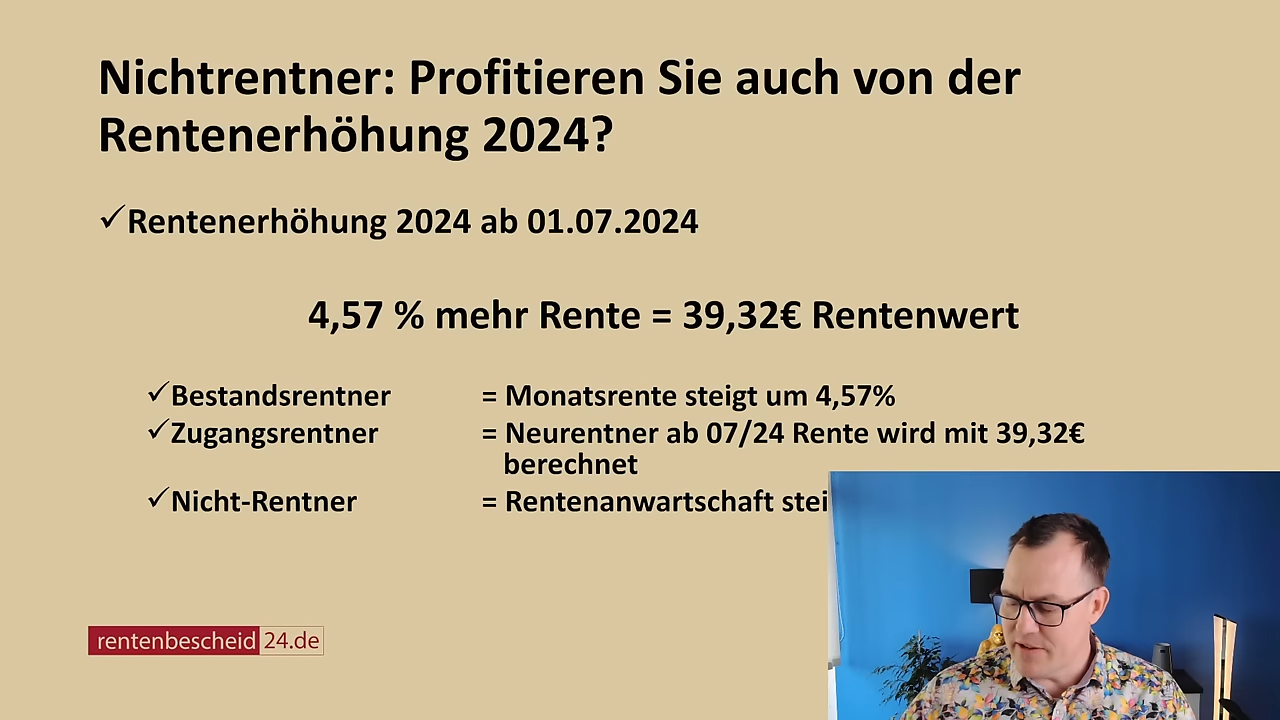 Nichtrentner: Profitieren Sie auch von der
Rentenerhöhung 2024?
✓Rentenerhöhung 2024 ab 01.07.2024
4,57 % mehr Rente = 39,32€ Rentenwert
✓Bestandsrentner = Monatsrente steigt um 4,57%
✓Zugangsrentner = Neurentner ab 07/24 Rente wird mit 39,32€
berechnet
✓Nicht-Rentner = Rentenanwartschaft
rentenbescheid24.de